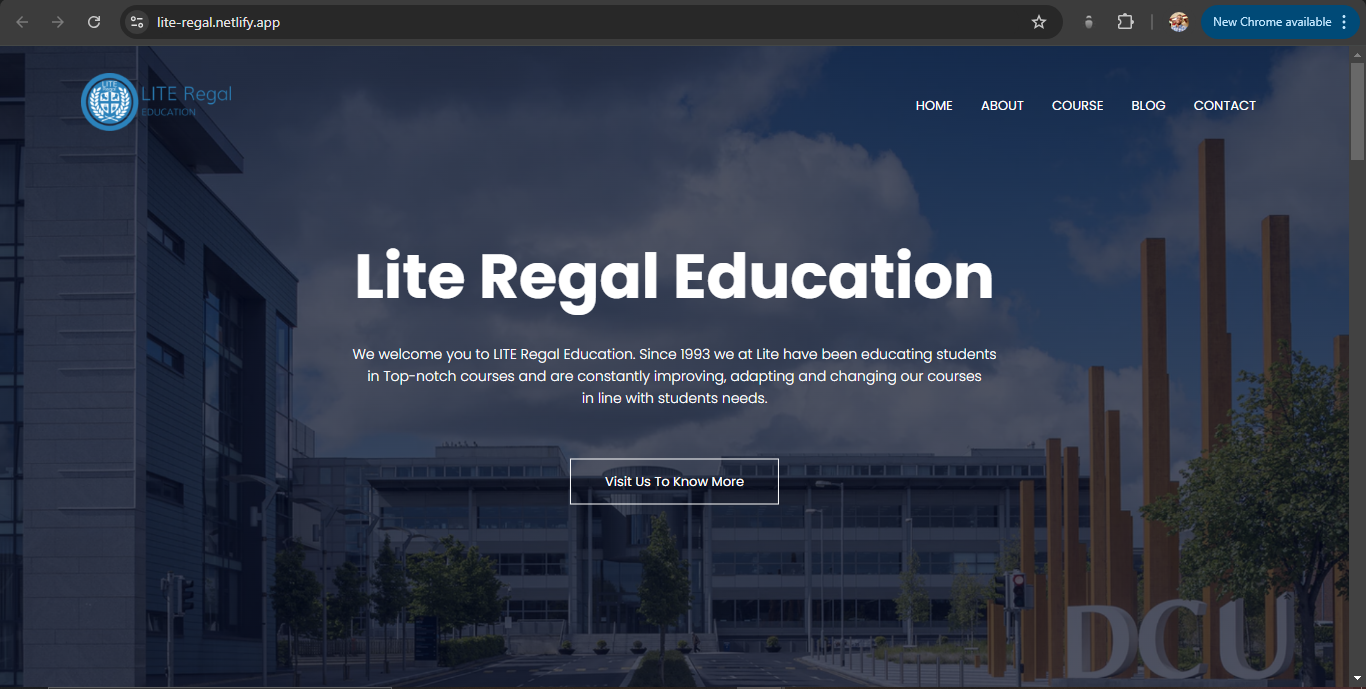 lite-regal.netlify.app
New Chrome available
LITE
LITE Regal
EDUCATION
HOME
ABOUT
COURSE
BLOG
CONTACT
Lite Regal Education
We welcome you to LITE Regal Education. Since 1993 we at Lite have been educating students
in Top-notch courses and are constantly improving, adapting and changing our courses
in line with students needs.
Visit Us To Know More
DCU